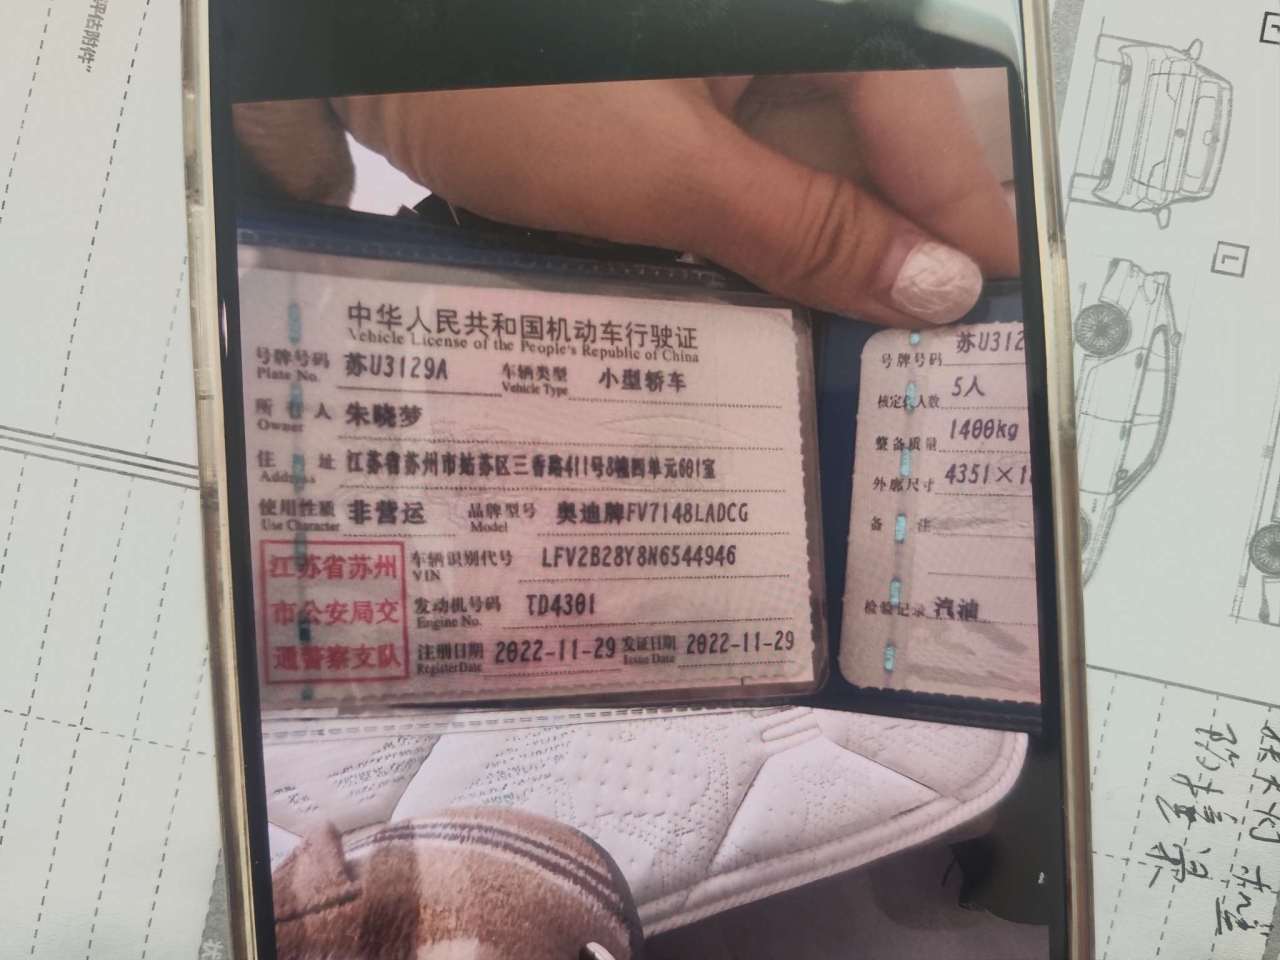 评估附件"
中华人民共和国机动车行驶证
Vehicle License of the People's Republic of China
号牌号码 苏U3129A 车辆类型 小型轿车
Plate No. Vehicle Type
所有人 朱晓梦
Owner
住址 江苏省苏州市姑苏区三香路411号8幢四单元601室
Address
使用性质 非营运 品牌型号 奥迪牌FV7148LADCG
Use Character Model
江苏省苏州
市公安局交
通警察支队
车辆识别代号 LFV2B28Y8N6544946
VIN
发动机号码 TD4301
Engine No.
注册日期 2022-11-29 发证日期 2022-11-29
Register Date Issue Date
号牌号码 苏U312
核定载人数 5人
整备质量 1400kg
外廓尺寸 4351×1
备注
检验记录 汽油
L